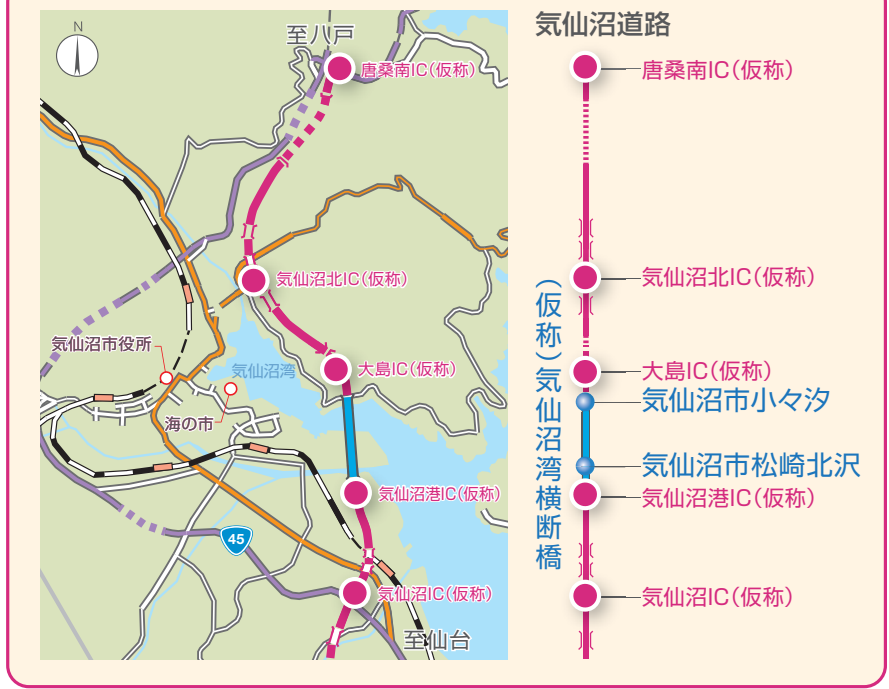 N
至八戸
唐桑南IC(仮称)
気仙沼北IC(仮称)
気仙沼市役所
気仙沼湾
大島IC(仮称)
海の市
気仙沼港IC(仮称)
45
気仙沼IC(仮称)
至仙台
気仙沼道路
唐桑南IC(仮称)
気仙沼北IC(仮称)
(仮称)気仙沼湾横断橋
大島IC(仮称)
気仙沼市小々汐
気仙沼市松崎北沢
気仙沼港IC(仮称)
気仙沼IC(仮称)